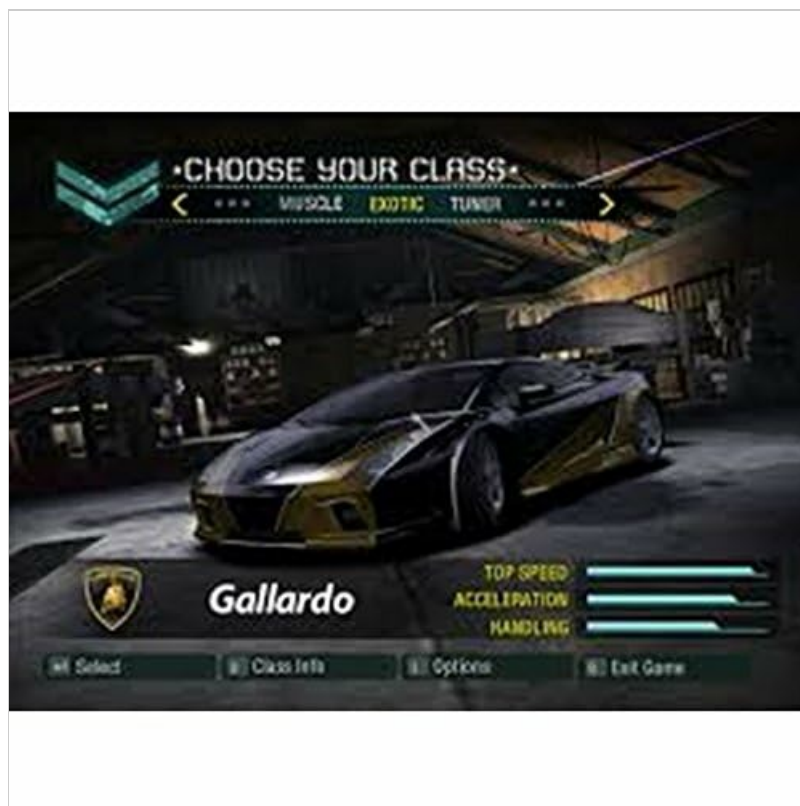 ·CHOOSE YOUR CLASS·
MUSCLE EXOTIC TUNER
Gallardo
TOP SPEED
ACCELERATION
HANDLING
Select Class Info Options Exit Game